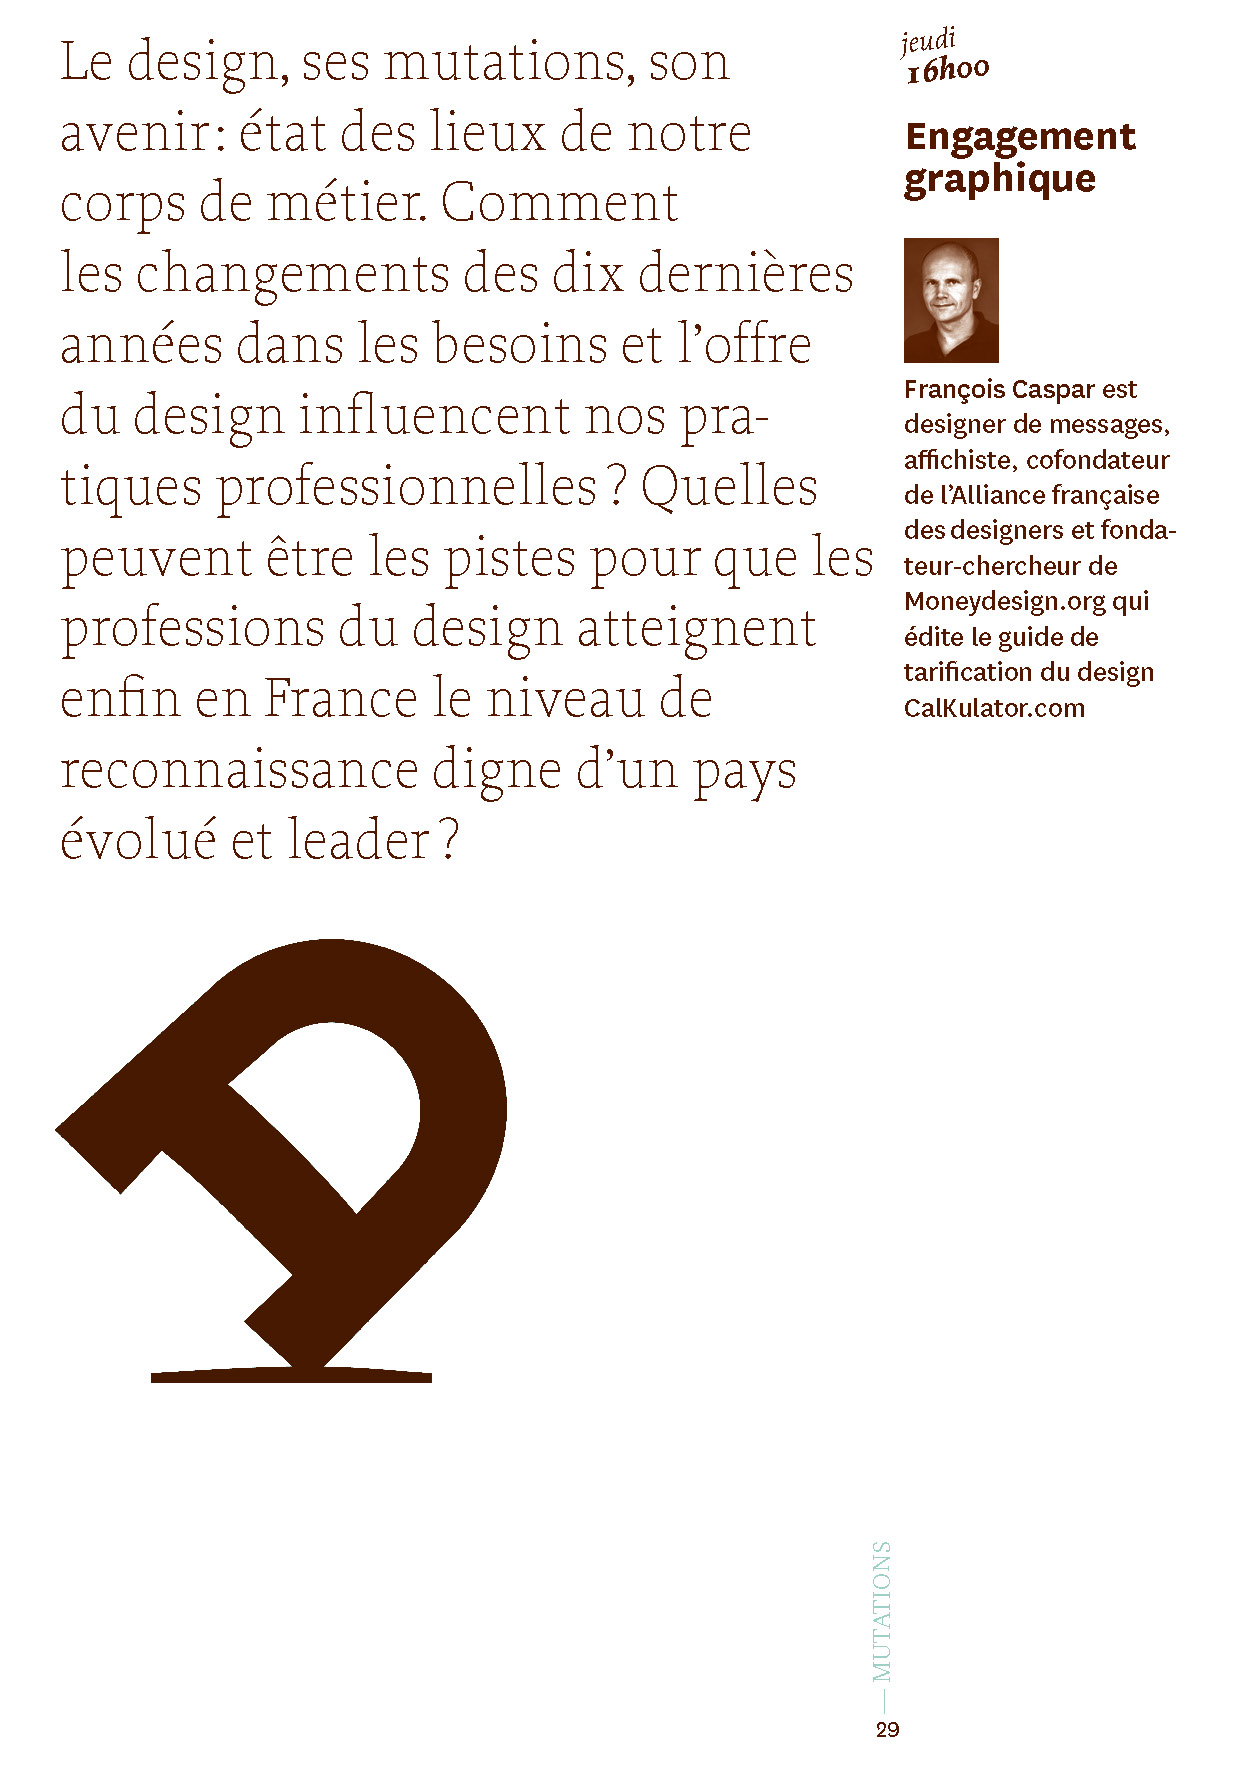 Le design, ses mutations, son
avenir : état des lieux de notre
corps de métier. Comment
les changements des dix dernières
années dans les besoins et l’offre
du design influencent nos pra-
tiques professionnelles ? Quelles
peuvent être les pistes pour que les
professions du design atteignent
enfin en France le niveau de
reconnaissance digne d’un pays
évolué et leader ?
jeudi
16h00
Engagement
graphique
François Caspar est
designer de messages,
affichiste, cofondateur
de l’Alliance française
des designers et fonda-
teur-chercheur de
Moneydesign.org qui
édite le guide de
tarification du design
CalKulator.com
— MUTATIONS
29